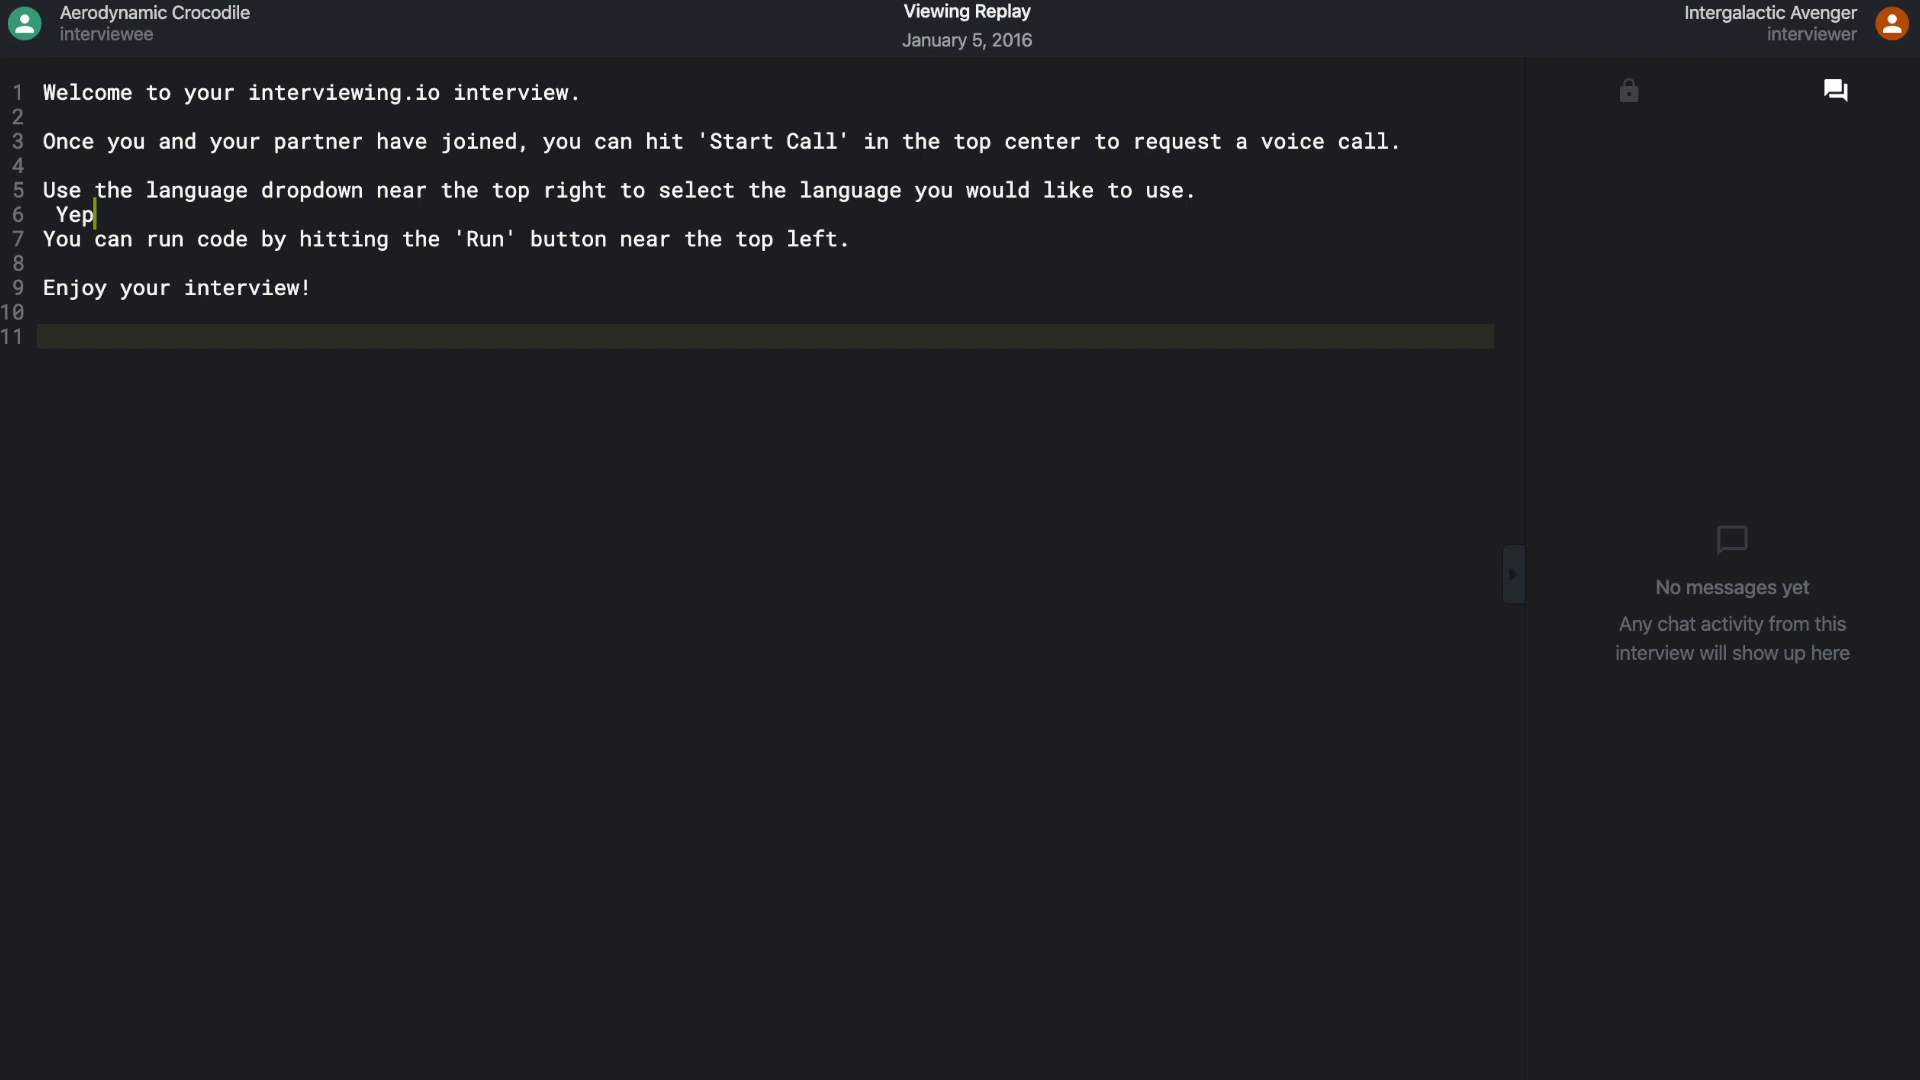 Aerodynamic Crocodile
interviewee
Viewing Replay
January 5, 2016
Intergalactic Avenger
interviewer
1 Welcome to your interviewing.io interview.
2
3 Once you and your partner have joined, you can hit 'Start Call' in the top center to request a voice call.
4
5 Use the language dropdown near the top right to select the language you would like to use.
6 Yep
7 You can run code by hitting the 'Run' button near the top left.
8
9 Enjoy your interview!
10
11
No messages yet
Any chat activity from this
interview will show up here